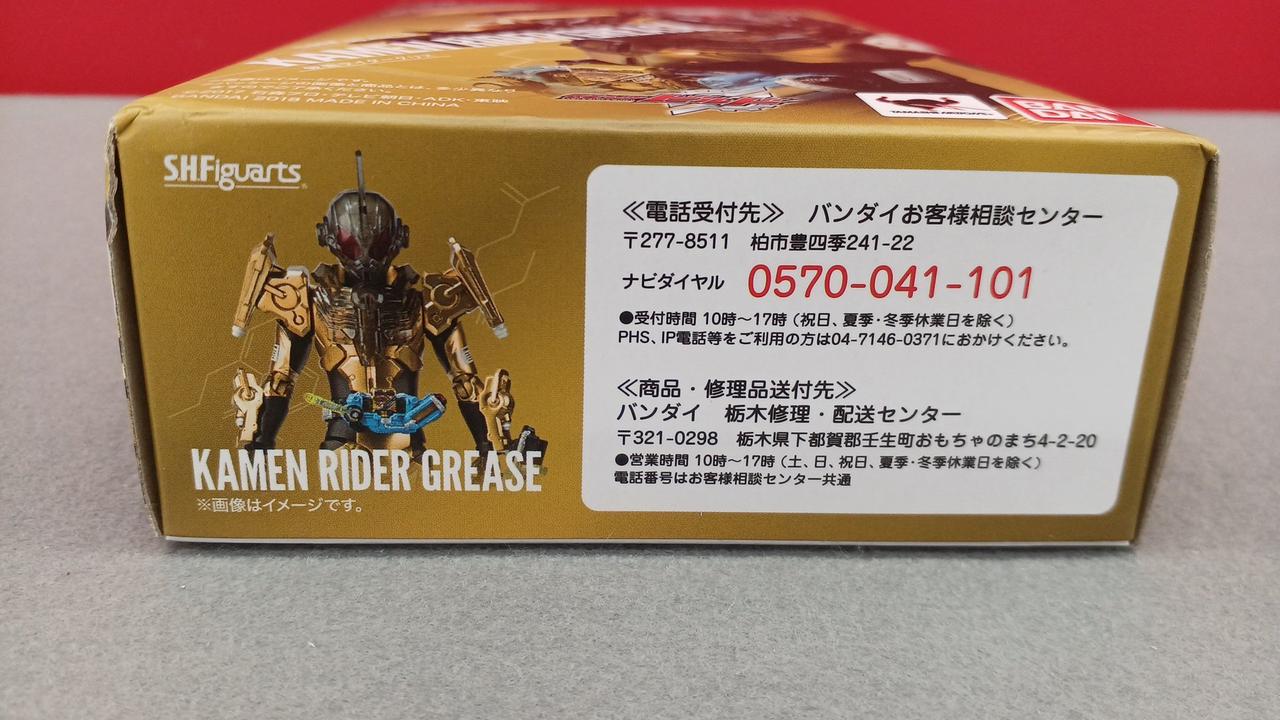 KAMEN RIDER GREASE
BANDAI 2018 MADE IN CHINA
TAMASHII NATIONS
BANDAI
S.H.Figuarts
KAMEN RIDER GREASE
※画像はイメージです。
≪電話受付先≫ バンダイお客様相談センター
〒277-8511 柏市豊四季241-22
ナビダイヤル 0570-041-101
●受付時間 10時～17時（祝日、夏季・冬季休業日を除く）
PHS、IP電話等をご利用の方は04-7146-0371におかけください。
≪商品・修理品送付先≫
バンダイ 栃木修理・配送センター
〒321-0298 栃木県下都賀郡壬生町おもちゃのまち4-2-20
●営業時間 10時～17時（土、日、祝日、夏季・冬季休業日を除く）
電話番号はお客様相談センター共通